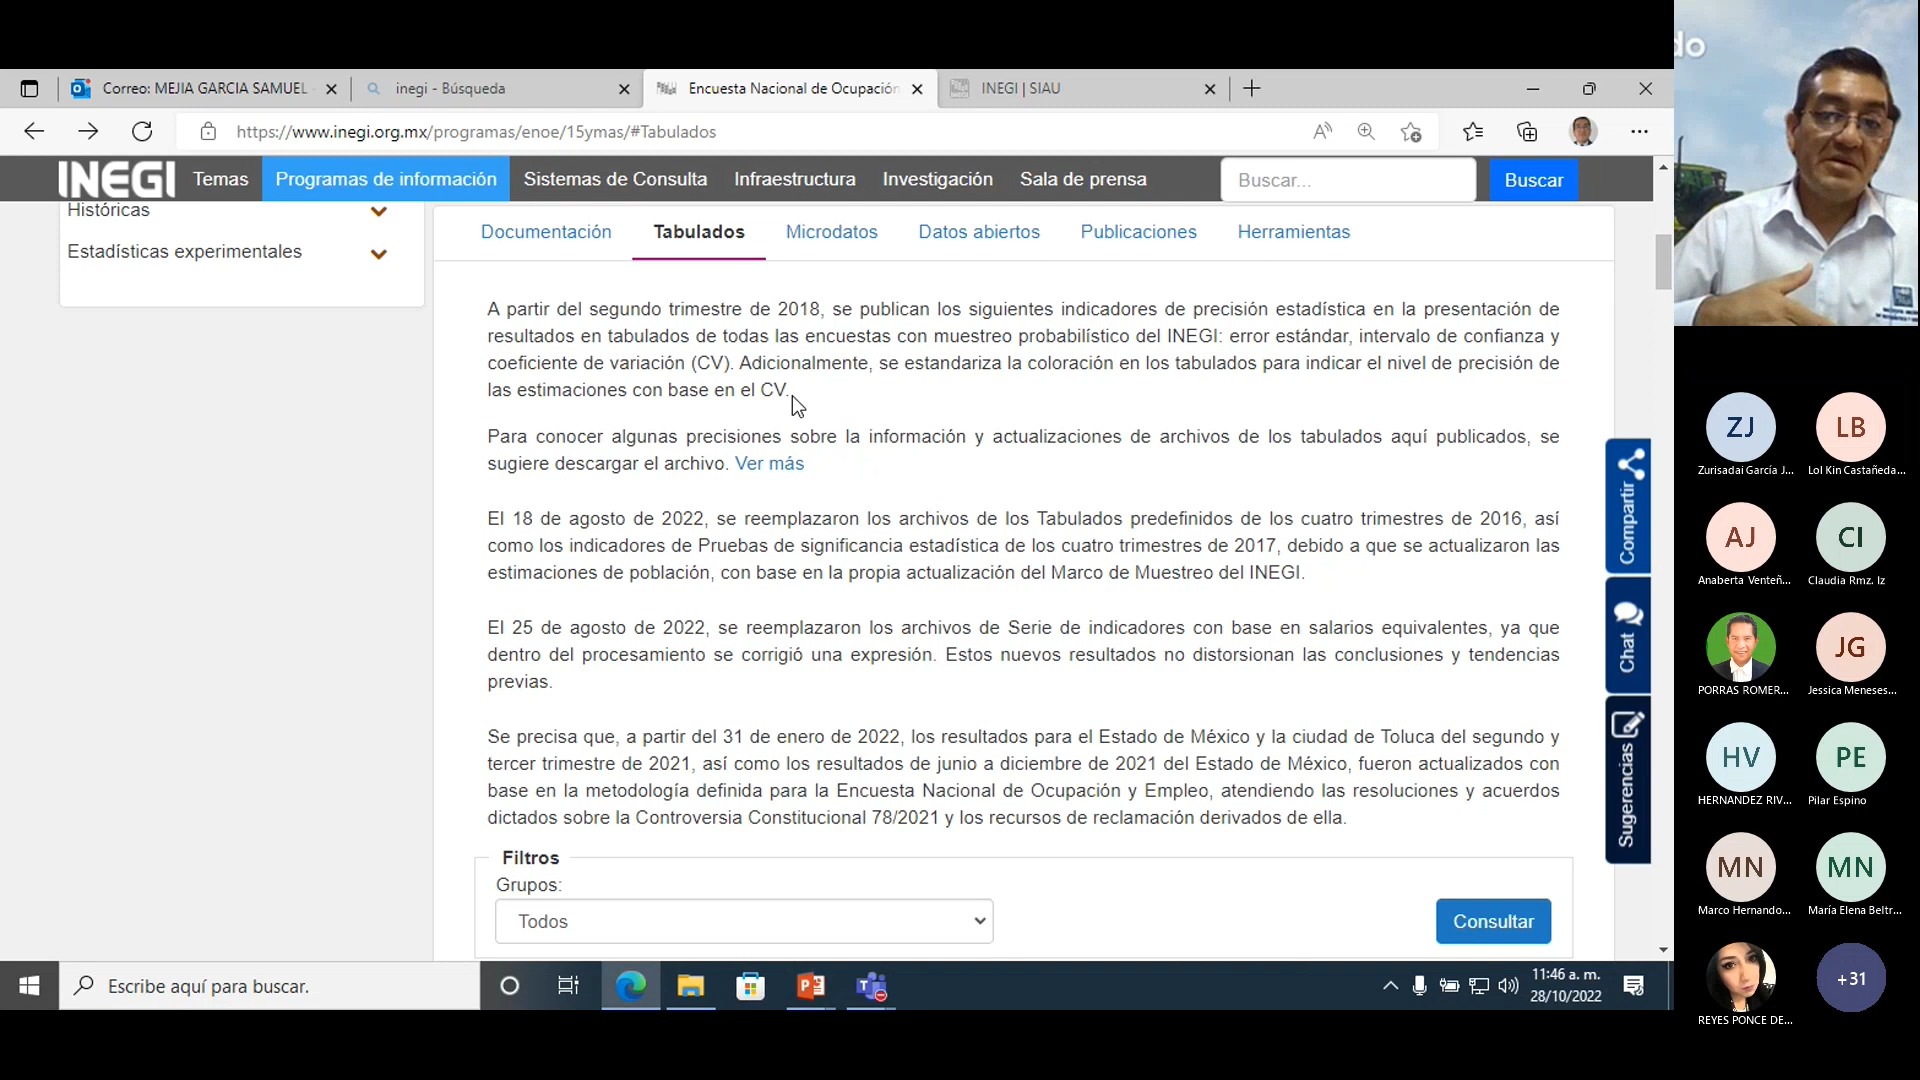 do
Correo: MEJIA GARCIA SAMUEL
inegi - Búsqueda
Encuesta Nacional de Ocupación
INEGI | SIAU
https://www.inegi.org.mx/programas/enoe/15ymas/#Tabulados
INEGI
Temas
Programas de información
Sistemas de Consulta
Infraestructura
Investigación
Sala de prensa
Buscar...
Buscar
Históricas
Estadísticas experimentales
Documentación
Tabulados
Microdatos
Datos abiertos
Publicaciones
Herramientas
A partir del segundo trimestre de 2018, se publican los siguientes indicadores de precisión estadística en la presentación de
resultados en tabulados de todas las encuestas con muestreo probabilístico del INEGI: error estándar, intervalo de confianza y
coeficiente de variación (CV). Adicionalmente, se estandariza la coloración en los tabulados para indicar el nivel de precisión de
las estimaciones con base en el CV.
Para conocer algunas precisiones sobre la información y actualizaciones de archivos de los tabulados aquí publicados, se
sugiere descargar el archivo. Ver más
El 18 de agosto de 2022, se reemplazaron los archivos de los Tabulados predefinidos de los cuatro trimestres de 2016, así
como los indicadores de Pruebas de significancia estadística de los cuatro trimestres de 2017, debido a que se actualizaron las
estimaciones de población, con base en la propia actualización del Marco de Muestreo del INEGI.
El 25 de agosto de 2022, se reemplazaron los archivos de Serie de indicadores con base en salarios equivalentes, ya que
dentro del procesamiento se corrigió una expresión. Estos nuevos resultados no distorsionan las conclusiones y tendencias
previas.
Se precisa que, a partir del 31 de enero de 2022, los resultados para el Estado de México y la ciudad de Toluca del segundo y
tercer trimestre de 2021, así como los resultados de junio a diciembre de 2021 del Estado de México, fueron actualizados con
base en la metodología definida para la Encuesta Nacional de Ocupación y Empleo, atendiendo las resoluciones y acuerdos
dictados sobre la Controversia Constitucional 78/2021 y los recursos de reclamación derivados de ella.
Filtros
Grupos:
Todos
Consultar
Compartir
Chat
Sugerencias
Escribe aquí para buscar.
11:46 a. m.
28/10/2022
ZJ
Zurisadai García J...
LB
Lol Kin Castañeda...
AJ
Anaberta Venteñ...
CI
Claudia Rmz. Iz
PORRAS ROMER...
JG
Jessica Meneses...
HV
HERNANDEZ RIV...
PE
Pilar Espino
MN
Marco Hernando...
MN
María Elena Beltr...
REYES PONCE DE...
+31